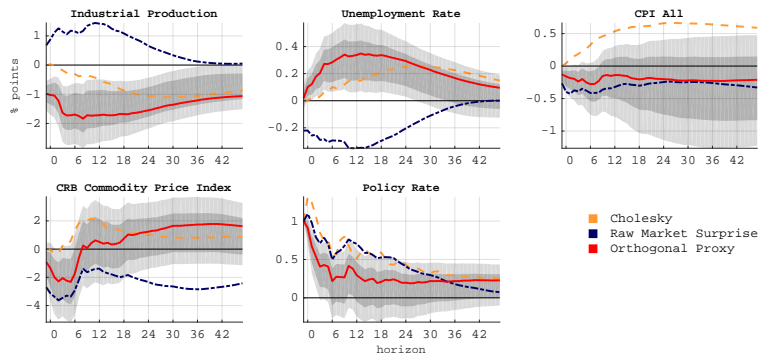 Industrial Production
Unemployment Rate
CPI All
% points
1
0
-1
-2
0 6 12 18 24 30 36 42
0.4
0.2
0
-0.2
0 6 12 18 24 30 36 42
0.5
0
-0.5
-1
0 6 12 18 24 30 36 42
CRB Commodity Price Index
Policy Rate
2
0
-2
-4
0 6 12 18 24 30 36 42
1
0.5
0
0 6 12 18 24 30 36 42
horizon
Cholesky
Raw Market Surprise
Orthogonal Proxy